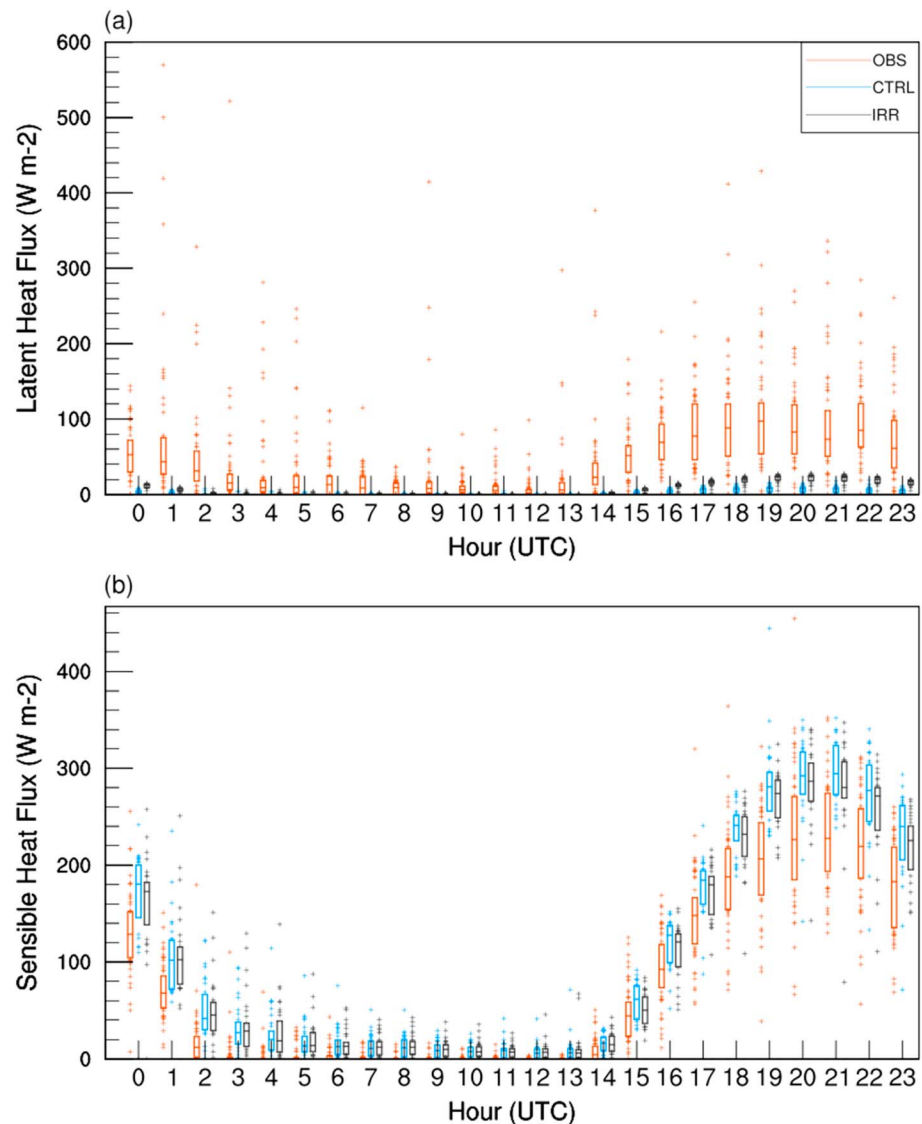 (a)
600
500
400
300
200
100
0
Latent Heat Flux (W m-2)
OBS
CTRL
IRR
0 1 2 3 4 5 6 7 8 9 10 11 12 13 14 15 16 17 18 19 20 21 22 23
Hour (UTC)
(b)
400
300
200
100
0
Sensible Heat Flux (W m-2)
0 1 2 3 4 5 6 7 8 9 10 11 12 13 14 15 16 17 18 19 20 21 22 23
Hour (UTC)